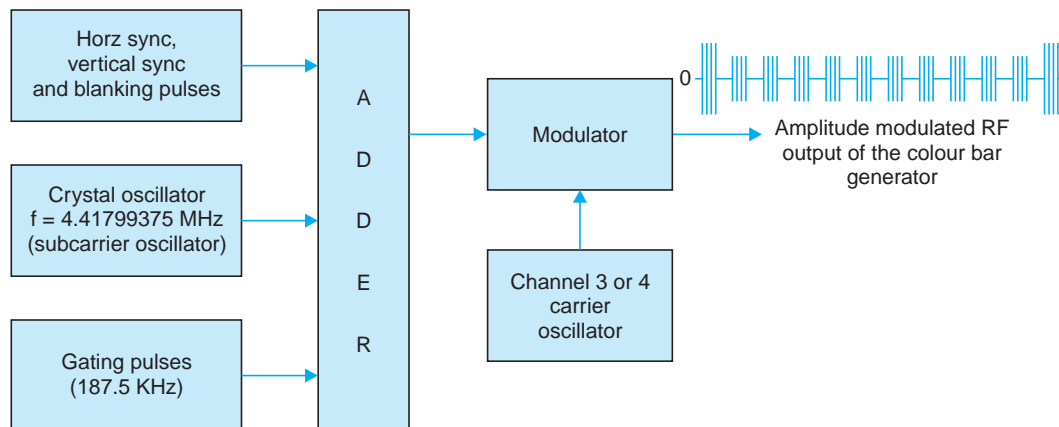 Horz sync,
vertical sync
and blanking pulses
Crystal oscillator
f = 4.41799375 MHz
(subcarrier oscillator)
Gating pulses
(187.5 KHz)
A
D
D
E
R
Modulator
Channel 3 or 4
carrier
oscillator
0
Amplitude modulated RF
output of the colour bar
generator